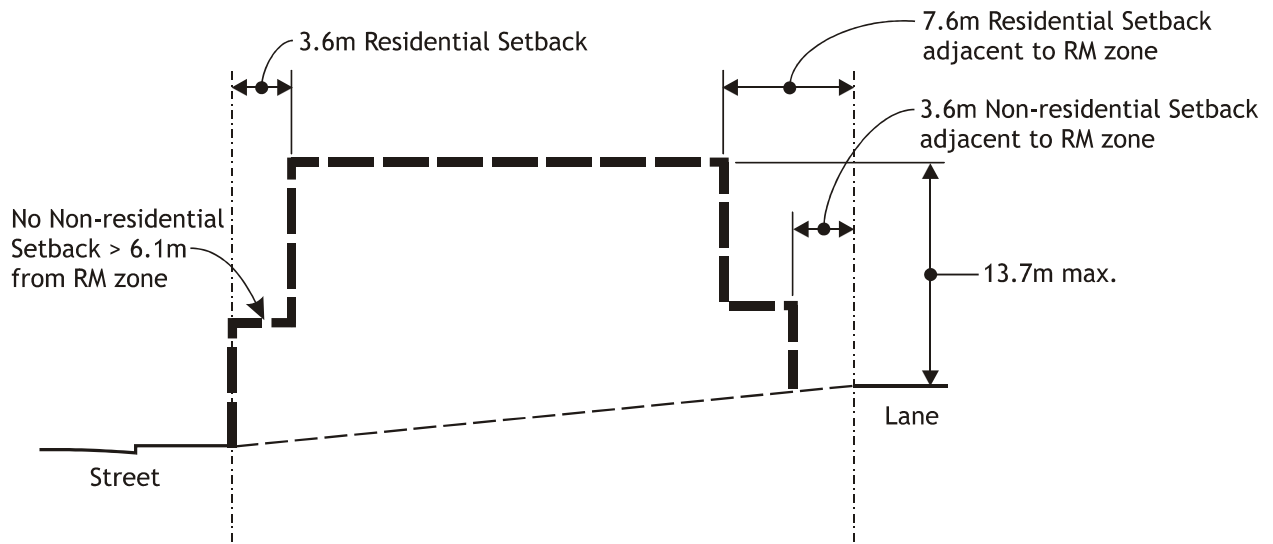 3.6m Residential Setback
7.6m Residential Setback
adjacent to RM zone
3.6m Non-residential Setback
adjacent to RM zone
No Non-residential
Setback > 6.1m
from RM zone
13.7m max.
Lane
Street